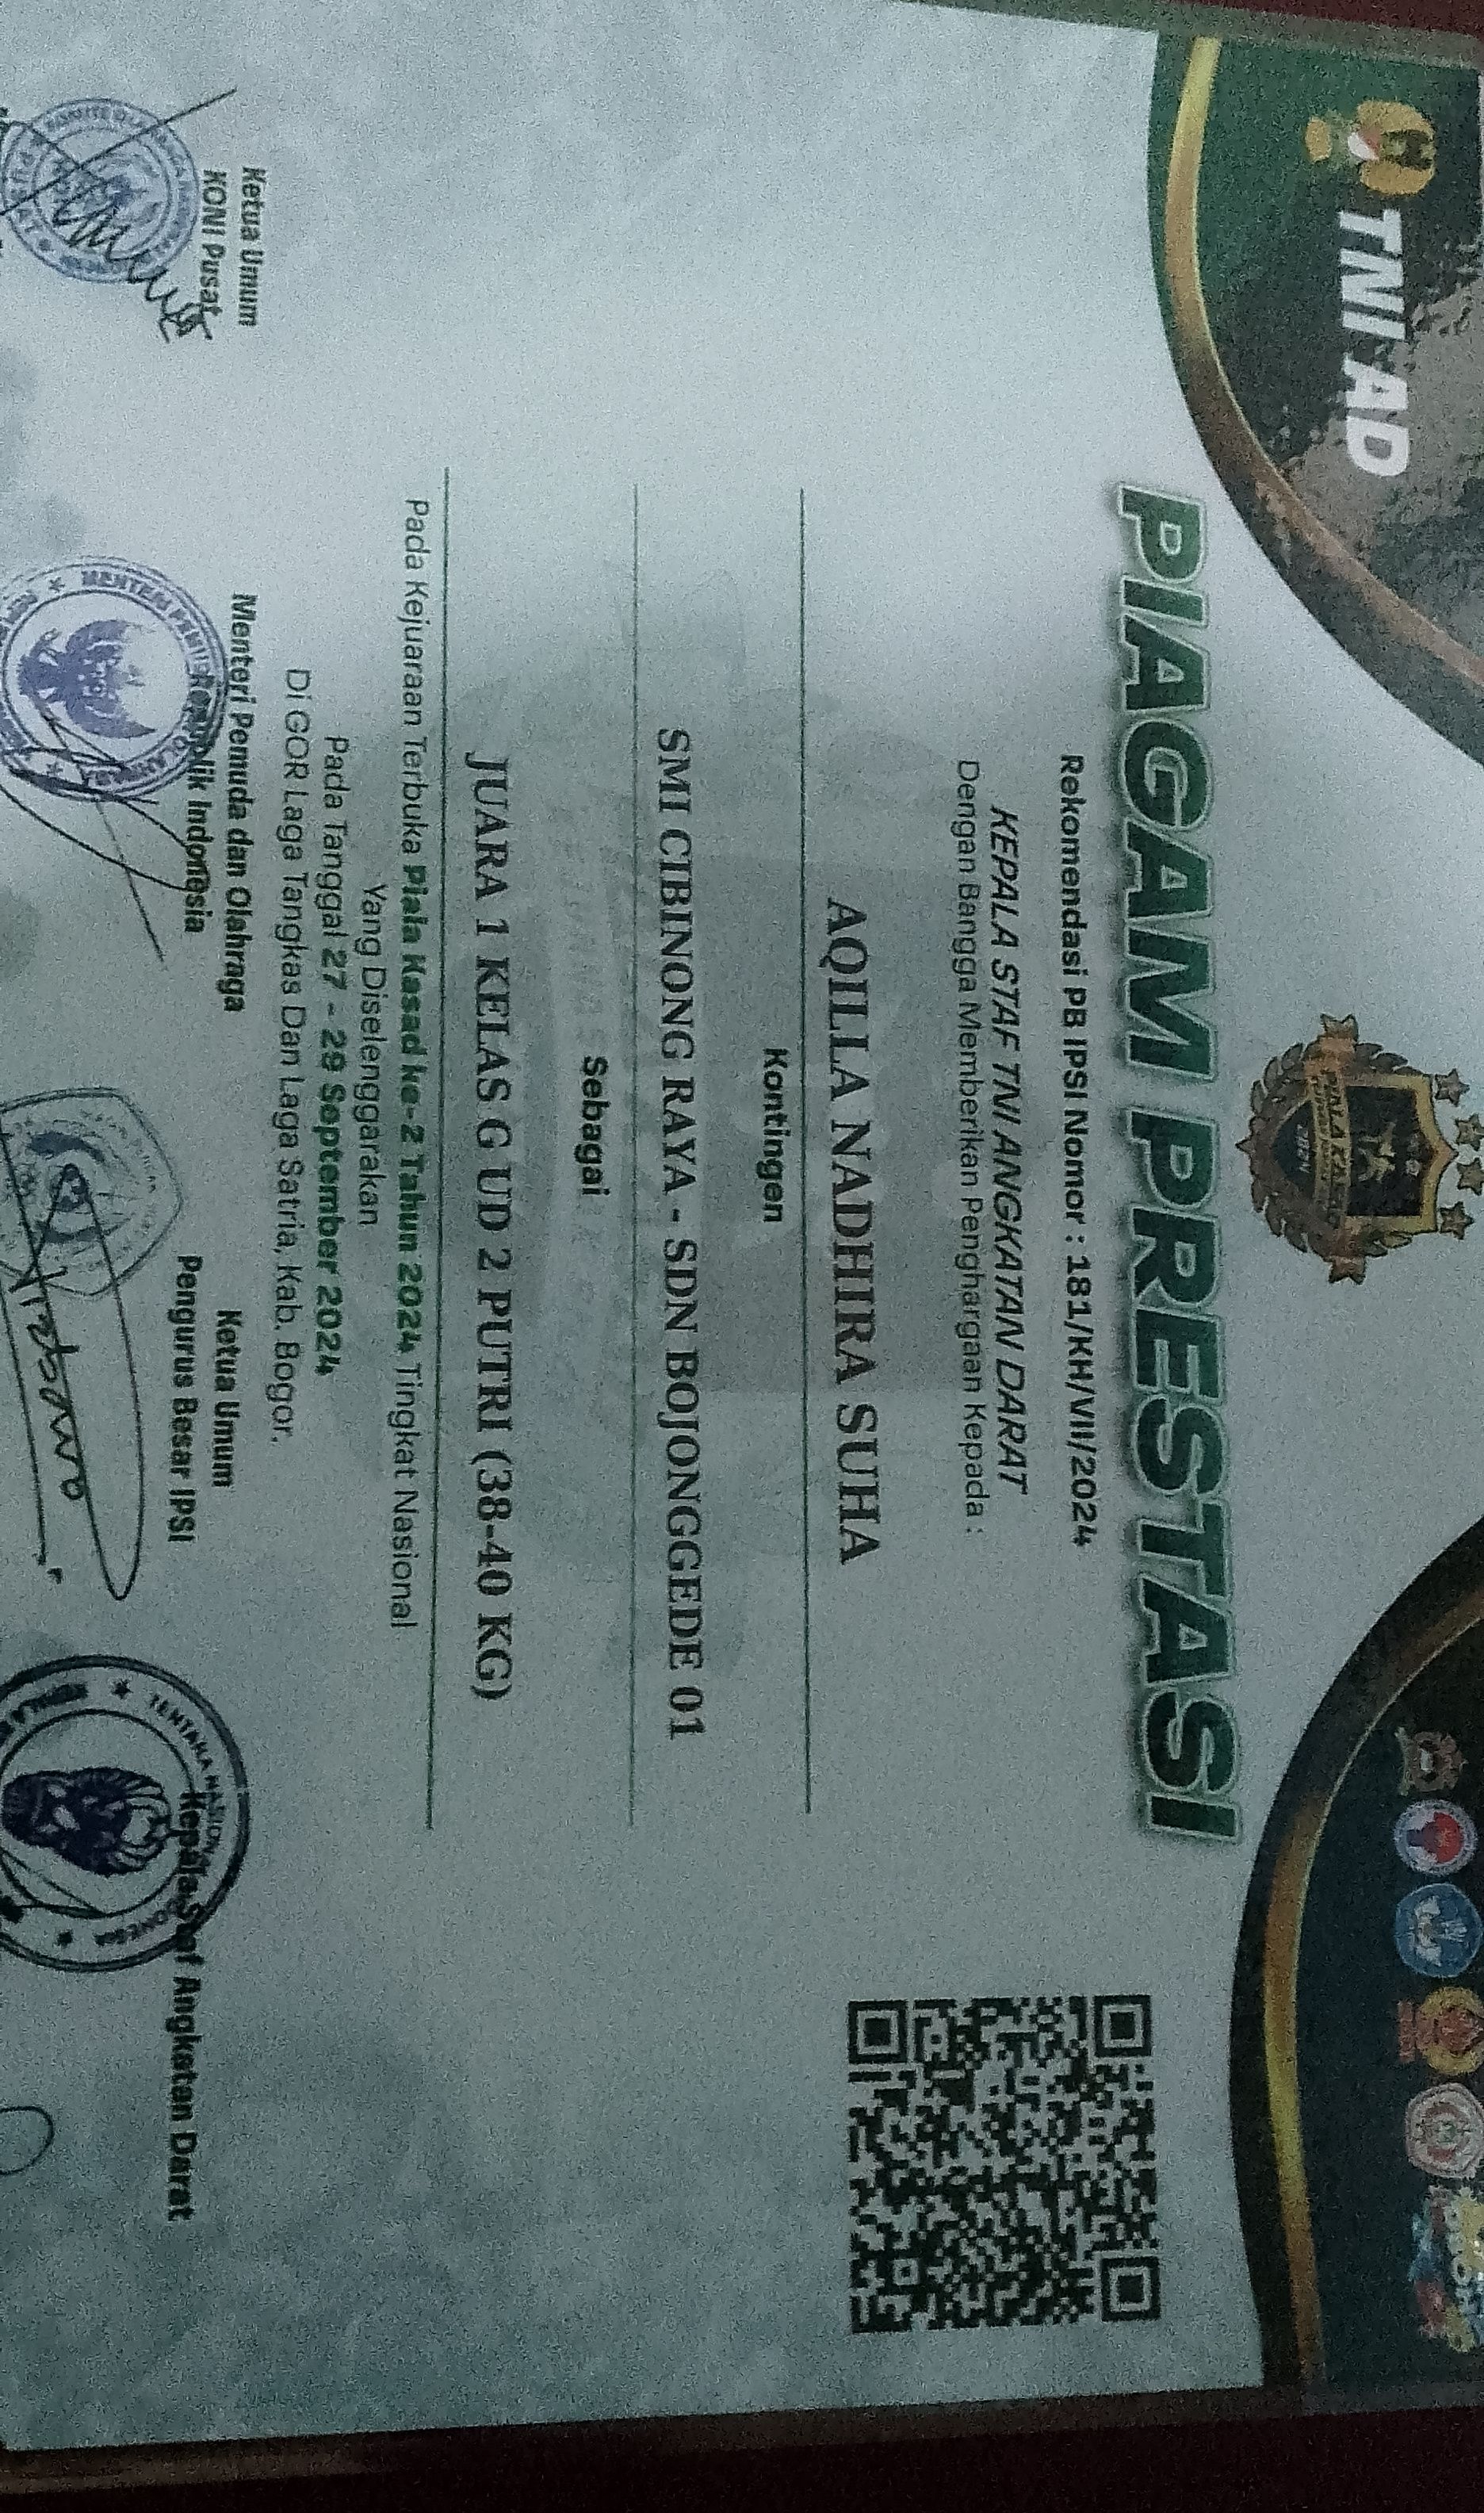 TNI AD
PIALA KASAD
PIAGAM PRESTASI
Rekomendasi PB IPSI Nomor : 181/KH/VII/2024
KEPALA STAF TNI ANGKATAN DARAT
Dengan Bangga Memberikan Penghargaan Kepada :
AQILLA NADHIRA SUHA
Kontingen
SMI CIBINONG RAYA - SDN BOJONGGEDE 01
Sebagai
JUARA 1 KELAS G UD 2 PUTRI (38-40 KG)
Pada Kejuaraan Terbuka Piala Kasad ke-2 Tahun 2024 Tingkat Nasional
Yang Diselenggarakan
Pada Tanggal 27 - 29 September 2024
Di GOR Laga Tangkas Dan Laga Satria, Kab. Bogor.
Ketua Umum
KONI Pusat
Menteri Pemuda dan Olahraga
Republik Indonesia
Ketua Umum
Pengurus Besar IPSI
Kepala Staf Angkatan Darat